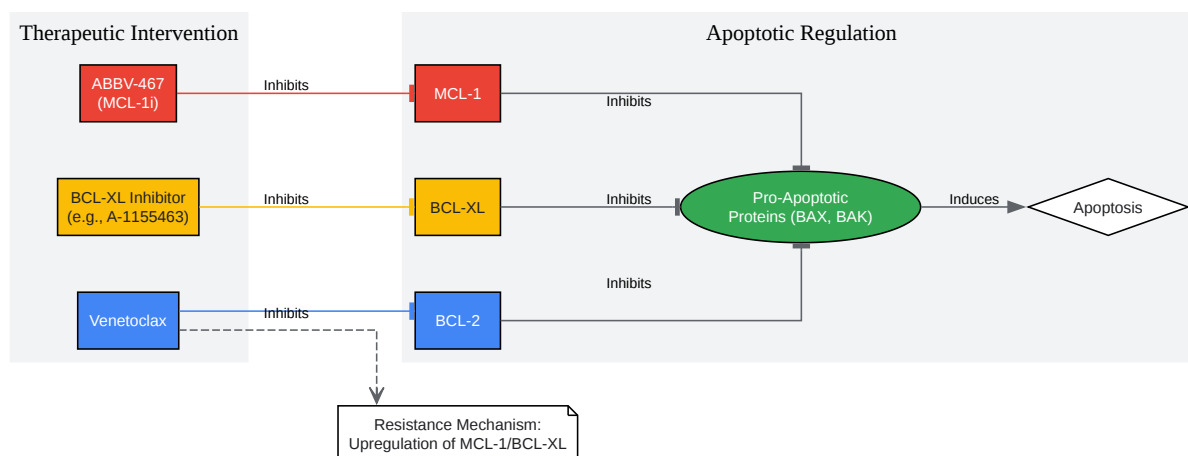 Therapeutic Intervention
Apoptotic Regulation
ABBV-467
(MCL-1i)
Inhibits
MCL-1
Inhibits
BCL-XL Inhibitor
(e.g., A-1155463)
Inhibits
BCL-XL
Inhibits
Pro-Apoptotic
Proteins (BAX, BAK)
Induces
Apoptosis
Venetoclax
Inhibits
BCL-2
Inhibits
Resistance Mechanism:
Upregulation of MCL-1/BCL-XL